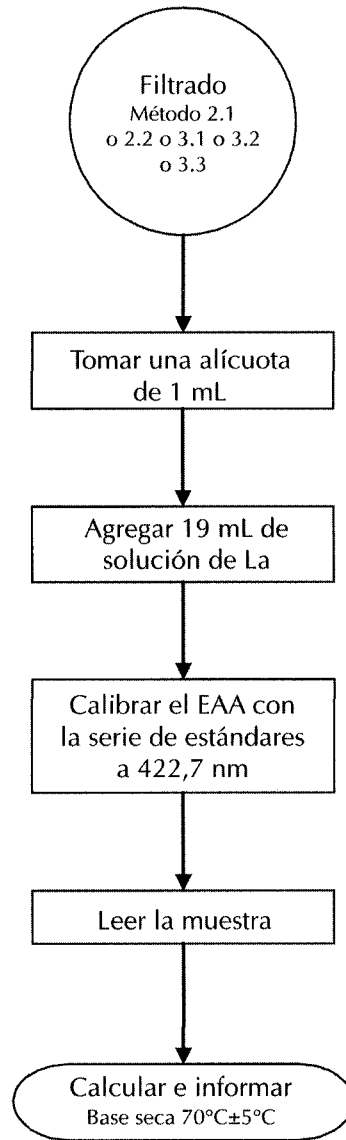 Filtrado
Método 2.1
o 2.2 o 3.1 o 3.2
o 3.3
Tomar una alícuota
de 1 mL
Agregar 19 mL de
solución de La
Calibrar el EAA con
la serie de estándares
a 422,7 nm
Leer la muestra
Calcular e informar
Base seca 70°C±5°C